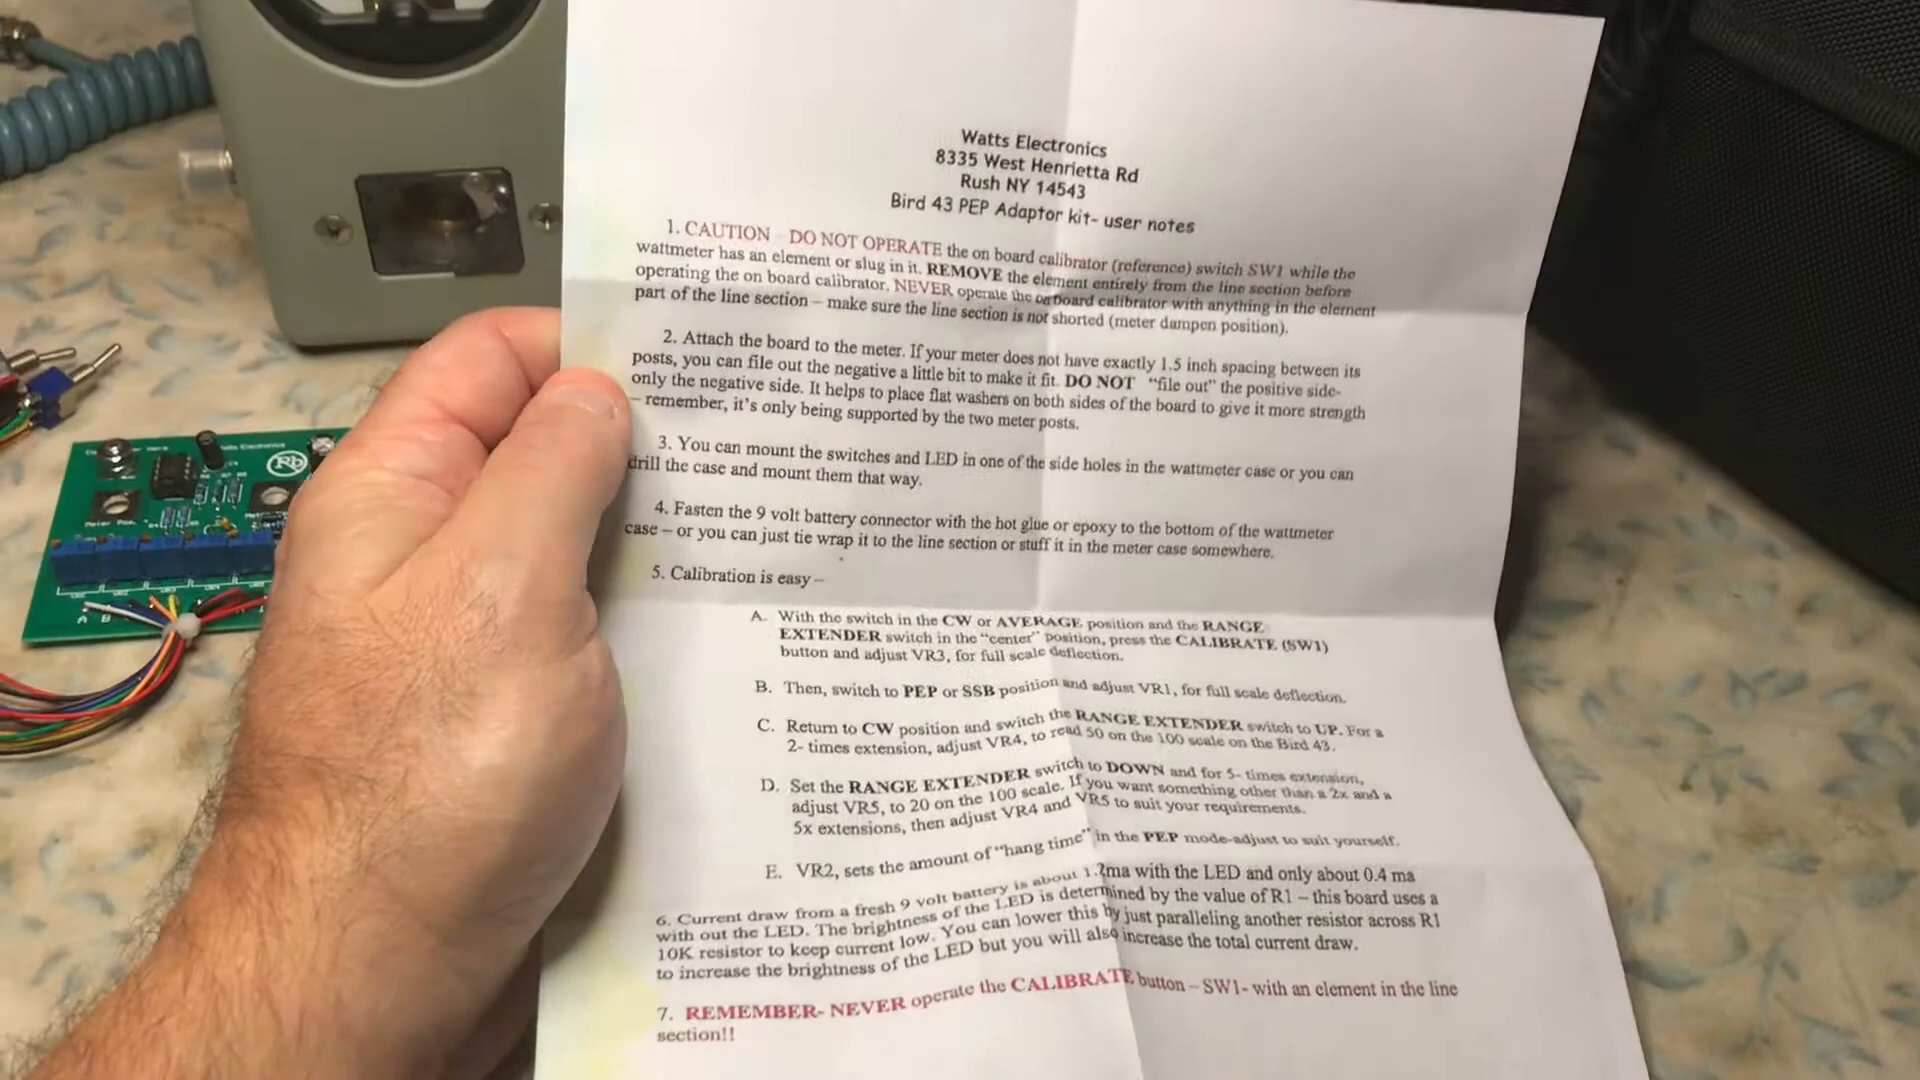 Watts Electronics
8335 West Henrietta Rd
Rush NY 14543
Bird 43 PEP Adaptor kit- user notes
1. CAUTION DO NOT OPERATE the on board calibrator (reference) switch SW1 while the
wattmeter has an element or slug in it. REMOVE the element entirely from the line section before
operating the on board calibrator. NEVER operate the on board calibrator with anything in the element
part of the line section – make sure the line section is not shorted (meter dampen position).
2. Attach the board to the meter. If your meter does not have exactly 1.5 inch spacing between its
posts, you can file out the negative a little bit to make it fit. DO NOT "file out" the positive side-
only the negative side. It helps to place flat washers on both sides of the board to give it more strength
– remember, it's only being supported by the two meter posts.
3. You can mount the switches and LED in one of the side holes in the wattmeter case or you can
drill the case and mount them that way.
4. Fasten the 9 volt battery connector with the hot glue or epoxy to the bottom of the wattmeter
case – or you can just tie wrap it to the line section or stuff it in the meter case somewhere.
5. Calibration is easy –
A. With the switch in the CW or AVERAGE position and the RANGE
EXTENDER switch in the "center" position, press the CALIBRATE (SW1)
button and adjust VR3, for full scale deflection.
B. Then, switch to PEP or SSB position and adjust VR1, for full scale deflection.
C. Return to CW position and switch the RANGE EXTENDER switch to UP. For a
2- times extension, adjust VR4, to read 50 on the 100 scale on the Bird 43.
D. Set the RANGE EXTENDER switch to DOWN and for 5- times extension,
adjust VR5, to 20 on the 100 scale. If you want something other than a 2x and a
5x extensions, then adjust VR4 and VR5 to suit your requirements.
E. VR2, sets the amount of "hang time" in the PEP mode-adjust to suit yourself.
6. Current draw from a fresh 9 volt battery is about 1.2ma with the LED and only about 0.4 ma
with out the LED. The brightness of the LED is determined by the value of R1 – this board uses a
10K resistor to keep current low. You can lower this by just paralleling another resistor across R1
to increase the brightness of the LED but you will also increase the total current draw.
7. REMEMBER- NEVER operate the CALIBRATE button – SW1- with an element in the line
section!!
Electronics
Rb
Meter Pos.
A B